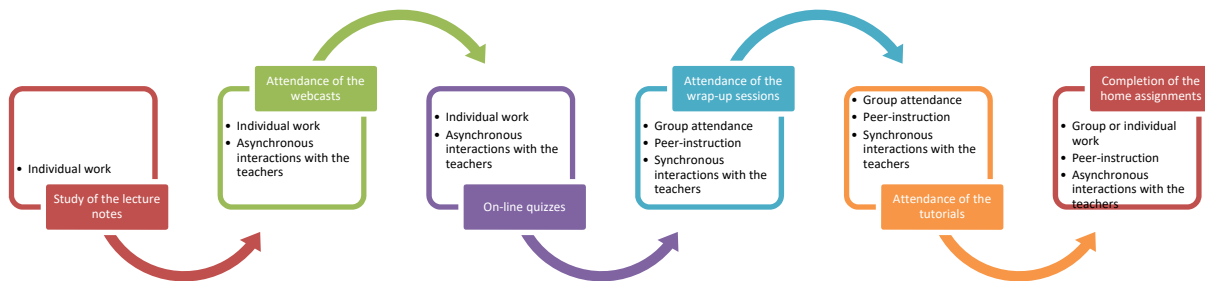 • Individual work
Study of the lecture
notes
Attendance of the
webcasts
• Individual work
• Asynchronous
interactions with the
teachers
• Individual work
• Asynchronous
interactions with the
teachers
On-line quizzes
Attendance of the
wrap-up sessions
• Group attendance
• Peer-instruction
• Synchronous
interactions with the
teachers
• Group attendance
• Peer-instruction
• Synchronous
interactions with the
teachers
Attendance of the
tutorials
Completion of the
home assignments
• Group or individual
work
• Peer-instruction
• Asynchronous
interactions with the
teachers